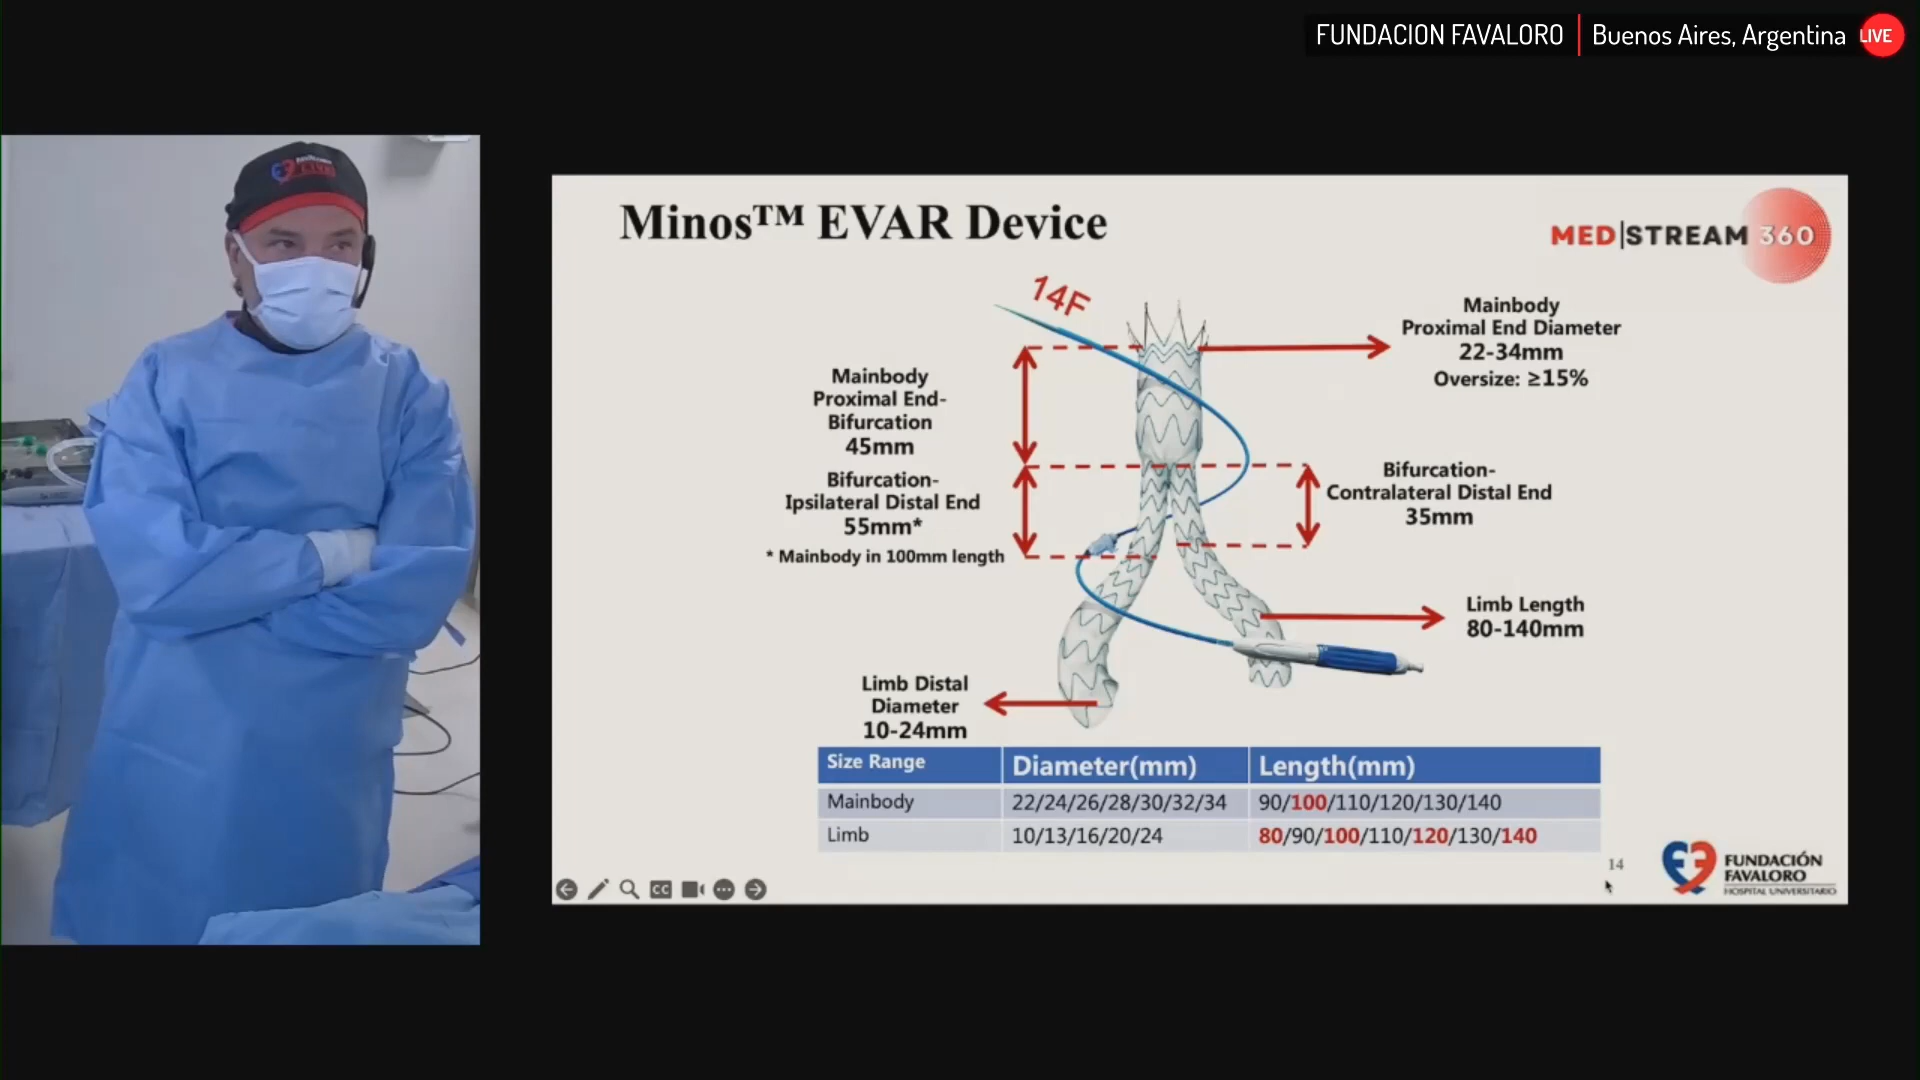 FUNDACION FAVALORO | Buenos Aires, Argentina LIVE
Minos™ EVAR Device
MED|STREAM 360
14F
Mainbody
Proximal End Diameter
22-34mm
Oversize: ≥15%
Mainbody
Proximal End-
Bifurcation
45mm
Bifurcation-
Ipsilateral Distal End
55mm*
* Mainbody in 100mm length
Bifurcation-
Contralateral Distal End
35mm
Limb Length
80-140mm
Limb Distal
Diameter
10-24mm
Size Range Diameter(mm) Length(mm)
Mainbody 22/24/26/28/30/32/34 90/100/110/120/130/140
Limb 10/13/16/20/24 80/90/100/110/120/130/140
14
FUNDACIÓN
FAVALORO
HOSPITAL UNIVERSITARIO
CC